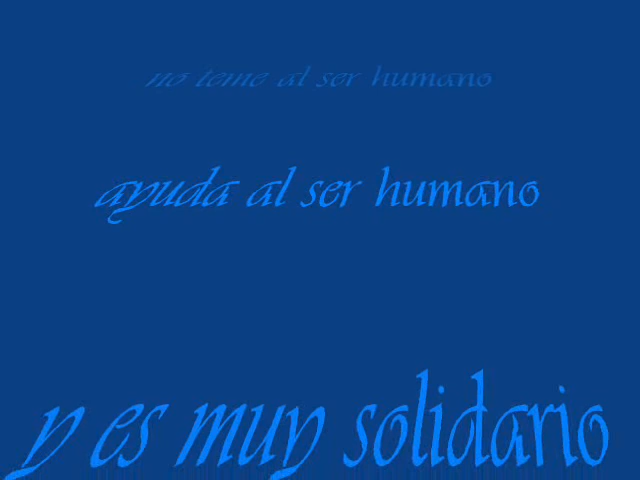 no teme al ser humano
ayuda al ser humano
y es muy solidario